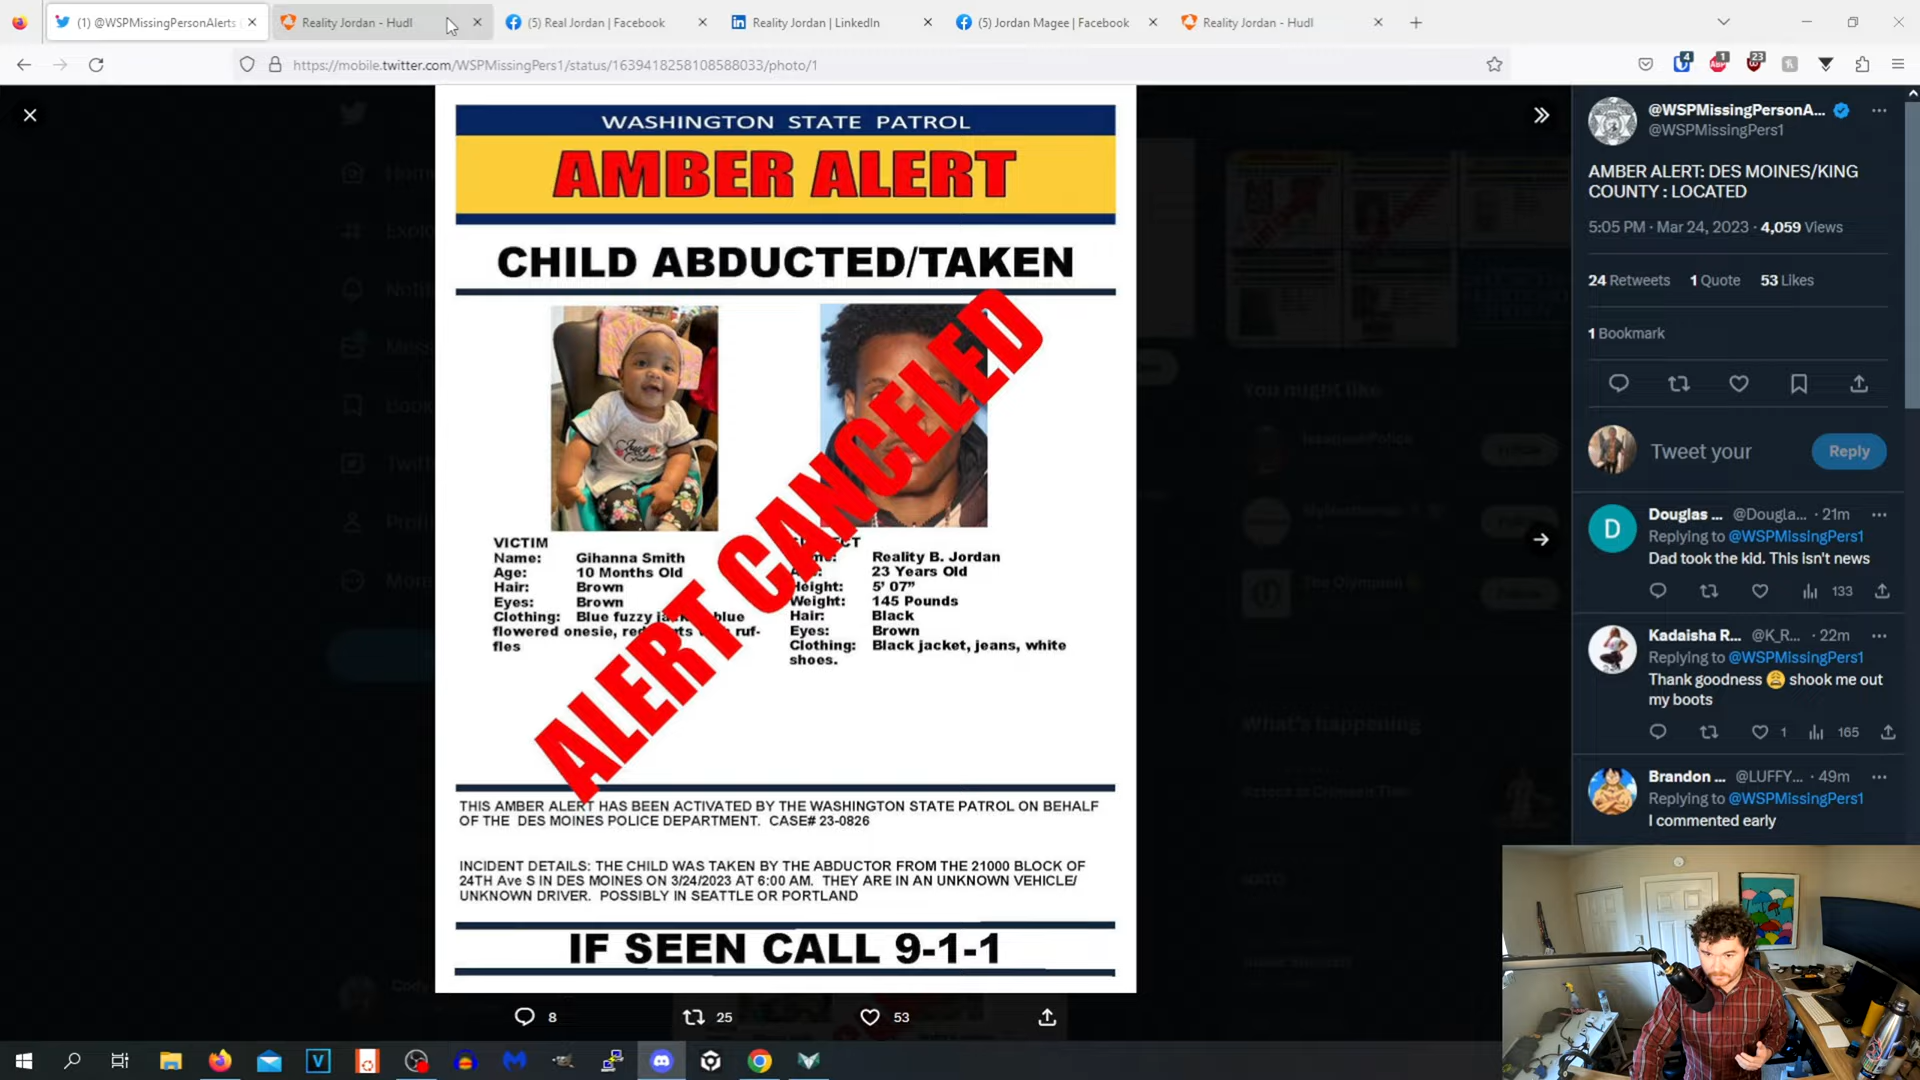 (1) @WSPMissingPersonAlerts
Reality Jordan - Hudl
(5) Real Jordan | Facebook
Reality Jordan | LinkedIn
(5) Jordan Magee | Facebook
Reality Jordan - Hudl
https://mobile.twitter.com/WSPMissingPers1/status/1639418258108588033/photo/1
4
1
23
WASHINGTON STATE PATROL
AMBER ALERT
CHILD ABDUCTED/TAKEN
ALERT CANCELED
VICTIM
Name: Gihanna Smith
Age: 10 Months Old
Hair: Brown
Eyes: Brown
Clothing: Blue fuzzy blue
flowered onesie, ruf-
fles
Reality B. Jordan
23 Years Old
Height: 5' 07"
Weight: 145 Pounds
Hair: Black
Eyes: Brown
Clothing: Black jacket, jeans, white
shoes.
THIS AMBER ALERT HAS BEEN ACTIVATED BY THE WASHINGTON STATE PATROL ON BEHALF
OF THE DES MOINES POLICE DEPARTMENT. CASE# 23-0826
INCIDENT DETAILS: THE CHILD WAS TAKEN BY THE ABDUCTOR FROM THE 21000 BLOCK OF
24TH Ave S IN DES MOINES ON 3/24/2023 AT 6:00 AM. THEY ARE IN AN UNKNOWN VEHICLE/
UNKNOWN DRIVER. POSSIBLY IN SEATTLE OR PORTLAND
IF SEEN CALL 9-1-1
8
25
53
You might like
What's happening
@WSPMissingPersonA...
@WSPMissingPers1
AMBER ALERT: DES MOINES/KING
COUNTY : LOCATED
5:05 PM · Mar 24, 2023 · 4,059 Views
24 Retweets 1 Quote 53 Likes
1 Bookmark
Tweet your
Reply
D
Douglas ... @Dougla... · 21m
Replying to @WSPMissingPers1
Dad took the kid. This isn't news
133
Kadaisha R... @K_R... · 22m
Replying to @WSPMissingPers1
Thank goodness 😩 shook me out
my boots
1
165
Brandon ... @LUFFY... · 49m
Replying to @WSPMissingPers1
I commented early